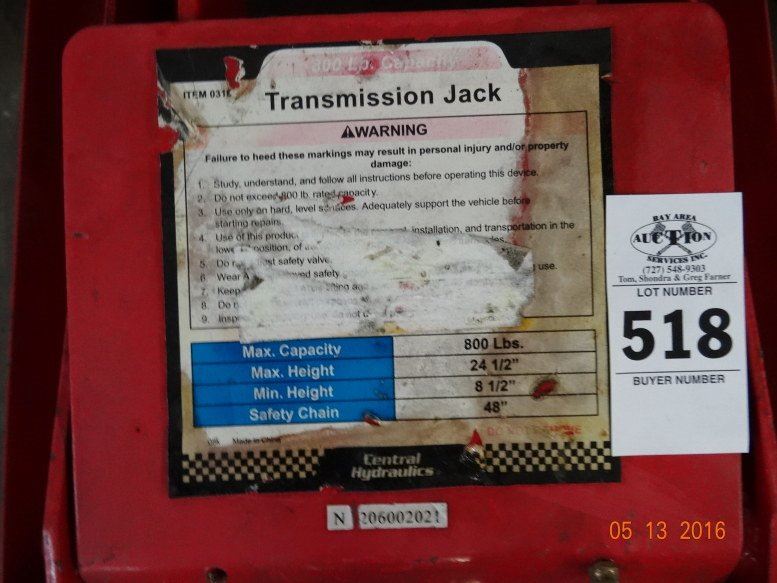 800 Lb. Capacity
ITEM
Transmission Jack
WARNING
Failure to heed these markings may result in personal injury and/or property
damage:
1. Study, understand, and follow all instructions before operating this device.
2. Do not exceed 800 lb. rated capacity.
3. Use only on hard, level surfaces. Adequately support the vehicle before
starting repairs.
4. Use of this installation, and transportation in the
position, of
5. Do safety valve.
6. Wear safety use.
7. Keep
8. Do
9.
Max. Capacity 800 Lbs.
Max. Height 24 1/2"
Min. Height 8 1/2"
Safety Chain 48"
Made in China
Central
Hydraulics
N 206002021
BAY AREA
AUCTION
SERVICES INC.
(727) 548-9303
Tom, Shondra & Greg Farner
LOT NUMBER
518
BUYER NUMBER
05 13 2016